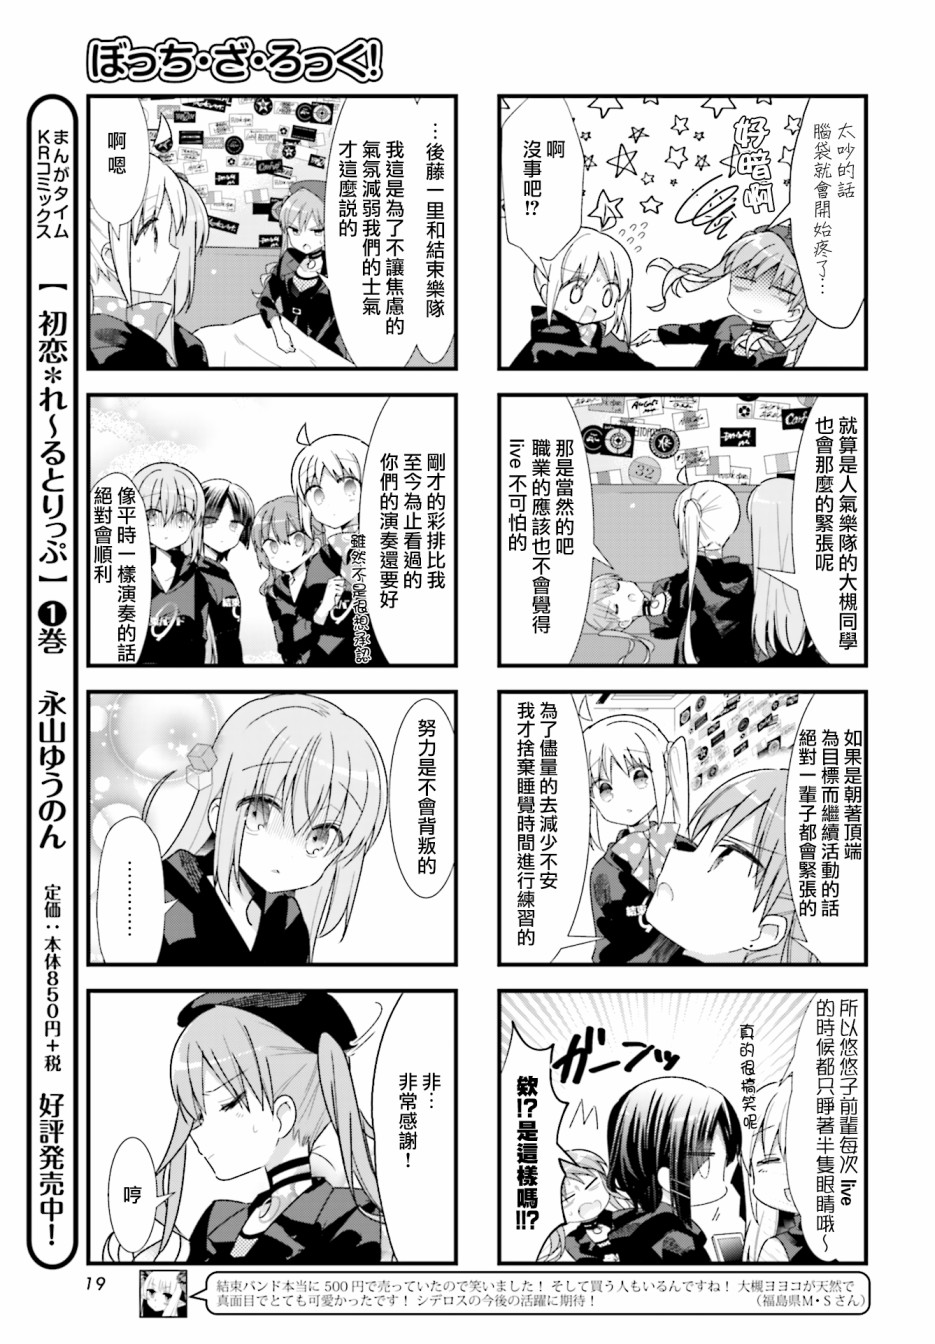 ぼっち・ざ・ろっく!
太吵的話
腦袋就會開始疼了…
好暗啊
啊
沒事吧!?
就算是人氣樂隊的大槻同學
也會那麼的緊張呢
那是當然的吧
職業的應該也不會覺得
live 不可怕的
如果是朝著頂端
為目標而繼續活動的話
絕對一輩子都會緊張的
為了儘量的去減少不安
我才捨棄睡覺時間進行練習的
所以悠悠子前輩每次 live
的時候都只睜著半隻眼睛哦~
真的很搞笑呢
ガーンッ
欸!?是這樣嗎!!?
…後藤一里和結束樂隊
我這是為了不讓焦慮的
氣氛減弱我們的士氣
才這麼説的
啊嗯
剛才的彩排比我
至今為止看過的
你們的演奏還要好
雖然不是很想承認
像平時一樣演奏的話
絕對會順利
努力是不會背叛的
…………
非…
非常感謝!
哼
まんがタイム
KRコミックス
【初恋*れ~るとりっぷ】❶巻 永山ゆうのん 定価:本体850円+税 好評発売中!
19
結束バンド本当に500円で売っていたので笑いました! そして買う人もいるんですね! 大槻ヨヨコが天然で
真面目でとても可愛かったです! シデロスの今後の活躍に期待! (福島県M・Sさん)